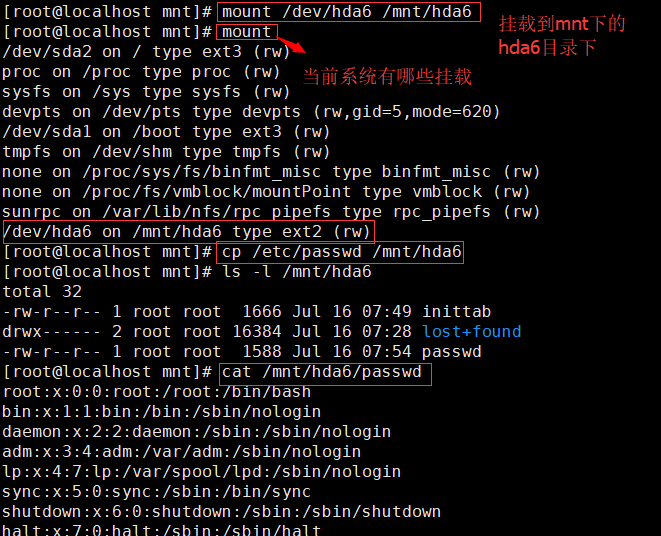 [root@localhost mnt]# mount /dev/hda6 /mnt/hda6
挂载到mnt下的
hda6目录下
[root@localhost mnt]# mount
/dev/sda2 on / type ext3 (rw)
当前系统有哪些挂载
proc on /proc type proc (rw)
sysfs on /sys type sysfs (rw)
devpts on /dev/pts type devpts (rw,gid=5,mode=620)
/dev/sda1 on /boot type ext3 (rw)
tmpfs on /dev/shm type tmpfs (rw)
none on /proc/sys/fs/binfmt_misc type binfmt_misc (rw)
none on /proc/fs/vmblock/mountPoint type vmblock (rw)
sunrpc on /var/lib/nfs/rpc_pipefs type rpc_pipefs (rw)
/dev/hda6 on /mnt/hda6 type ext2 (rw)
[root@localhost mnt]# cp /etc/passwd /mnt/hda6
[root@localhost mnt]# ls -l /mnt/hda6
total 32
-rw-r--r-- 1 root root  1666 Jul 16 07:49 inittab
drwx------ 2 root root 16384 Jul 16 07:28 lost+found
-rw-r--r-- 1 root root  1588 Jul 16 07:54 passwd
[root@localhost mnt]# cat /mnt/hda6/passwd
root:x:0:0:root:/root:/bin/bash
bin:x:1:1:bin:/bin:/sbin/nologin
daemon:x:2:2:daemon:/sbin:/sbin/nologin
adm:x:3:4:adm:/var/adm:/sbin/nologin
lp:x:4:7:lp:/var/spool/lpd:/sbin/nologin
sync:x:5:0:sync:/sbin:/bin/sync
shutdown:x:6:0:shutdown:/sbin:/sbin/shutdown
halt:x:7:0:halt:/sbin:/sbin/halt